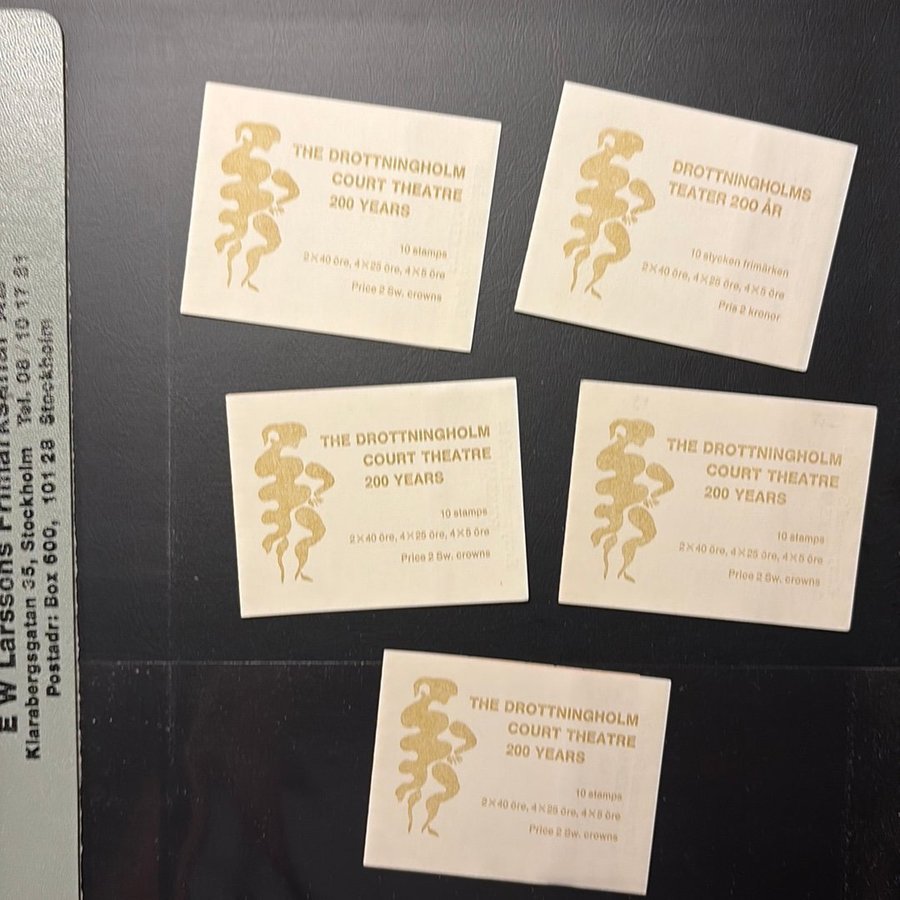 E W Larssons Frimärkshandel
Klarabergsgatan 35, Stockholm Tel. 08/10 17 81
Postadr: Box 600, 101 28 Stockholm
THE DROTTNINGHOLM
COURT THEATRE
200 YEARS
10 stamps
2×40 öre, 4×25 öre, 4×5 öre
Price 2 Sw. crowns
DROTTNINGHOLMS
TEATER 200 ÅR
10 stycken frimärken
2×40 öre, 4×25 öre, 4×5 öre
Pris 2 kronor
THE DROTTNINGHOLM
COURT THEATRE
200 YEARS
10 stamps
2×40 öre, 4×25 öre, 4×5 öre
Price 2 Sw. crowns
THE DROTTNINGHOLM
COURT THEATRE
200 YEARS
10 stamps
2×40 öre, 4×25 öre, 4×5 öre
Price 2 Sw. crowns
THE DROTTNINGHOLM
COURT THEATRE
200 YEARS
10 stamps
2×40 öre, 4×25 öre, 4×5 öre
Price 2 Sw. crowns